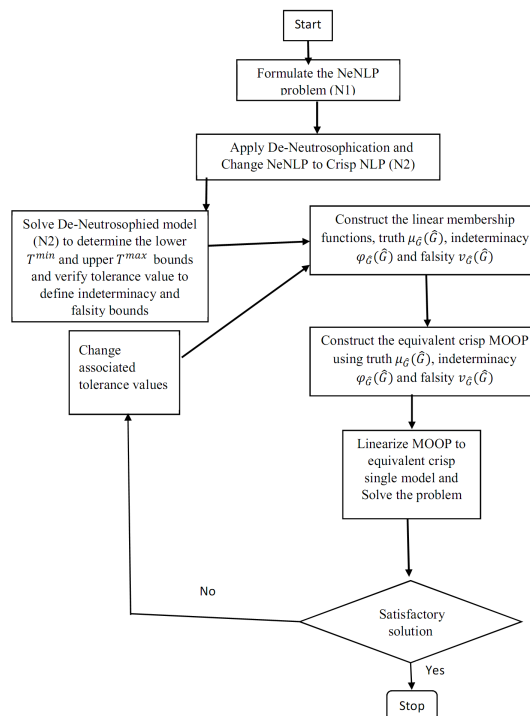 Start
Formulate the NeNLP
problem (N1)
Apply De-Neutrosophication and
Change NeNLP to Crisp NLP (N2)
Solve De-Neutrosophied model
(N2) to determine the lower
T^min and upper T^max bounds
and verify tolerance value to
define indeterminacy and
falsity bounds
Construct the linear membership
functions, truth μ_Ĝ(Ĝ), indeterminacy
φ_Ĝ(Ĝ) and falsity v_Ĝ(Ĝ)
Change
associated
tolerance values
Construct the equivalent crisp MOOP
using truth μ_Ĝ(Ĝ), indeterminacy
φ_Ĝ(Ĝ) and falsity v_Ĝ(Ĝ)
Linearize MOOP to
equivalent crisp
single model and
Solve the problem
No
Satisfactory
solution
Yes
Stop